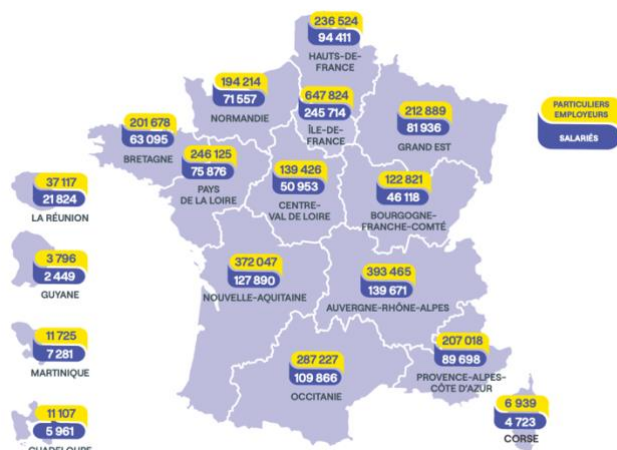 236 524
94 411
HAUTS-DE-
FRANCE
194 214
71 557
NORMANDIE
647 824
245 714
ÎLE-DE-
FRANCE
212 889
81 936
GRAND EST
PARTICULIERS
EMPLOYEURS
SALARIÉS
201 678
63 095
BRETAGNE
246 125
75 876
PAYS
DE LA LOIRE
139 426
50 953
CENTRE-
VAL DE LOIRE
122 821
46 118
BOURGOGNE-
FRANCHE-COMTÉ
37 117
21 824
LA RÉUNION
3 796
2 449
GUYANE
372 047
127 890
NOUVELLE-AQUITAINE
393 465
139 671
AUVERGNE-RHÔNE-ALPES
11 725
7 281
MARTINIQUE
287 227
109 866
OCCITANIE
207 018
89 698
PROVENCE-ALPES-
CÔTE D'AZUR
11 107
5 961
GUADELOUPE
6 939
4 723
CORSE